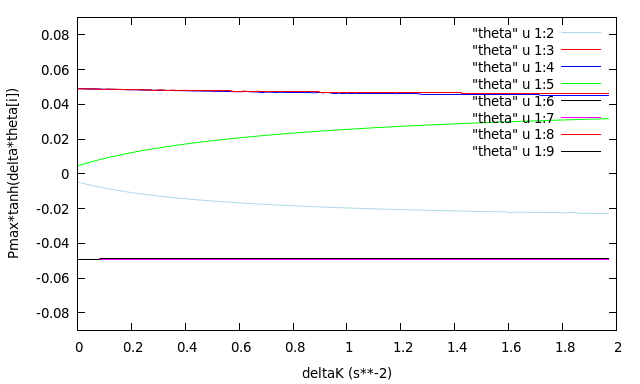 "theta" u 1:2
"theta" u 1:3
"theta" u 1:4
"theta" u 1:5
"theta" u 1:6
"theta" u 1:7
"theta" u 1:8
"theta" u 1:9
0.08
0.06
0.04
0.02
0
-0.02
-0.04
-0.06
-0.08
Pmax*tanh(delta*theta[i])
0 0.2 0.4 0.6 0.8 1 1.2 1.4 1.6 1.8 2
deltaK (s**-2)